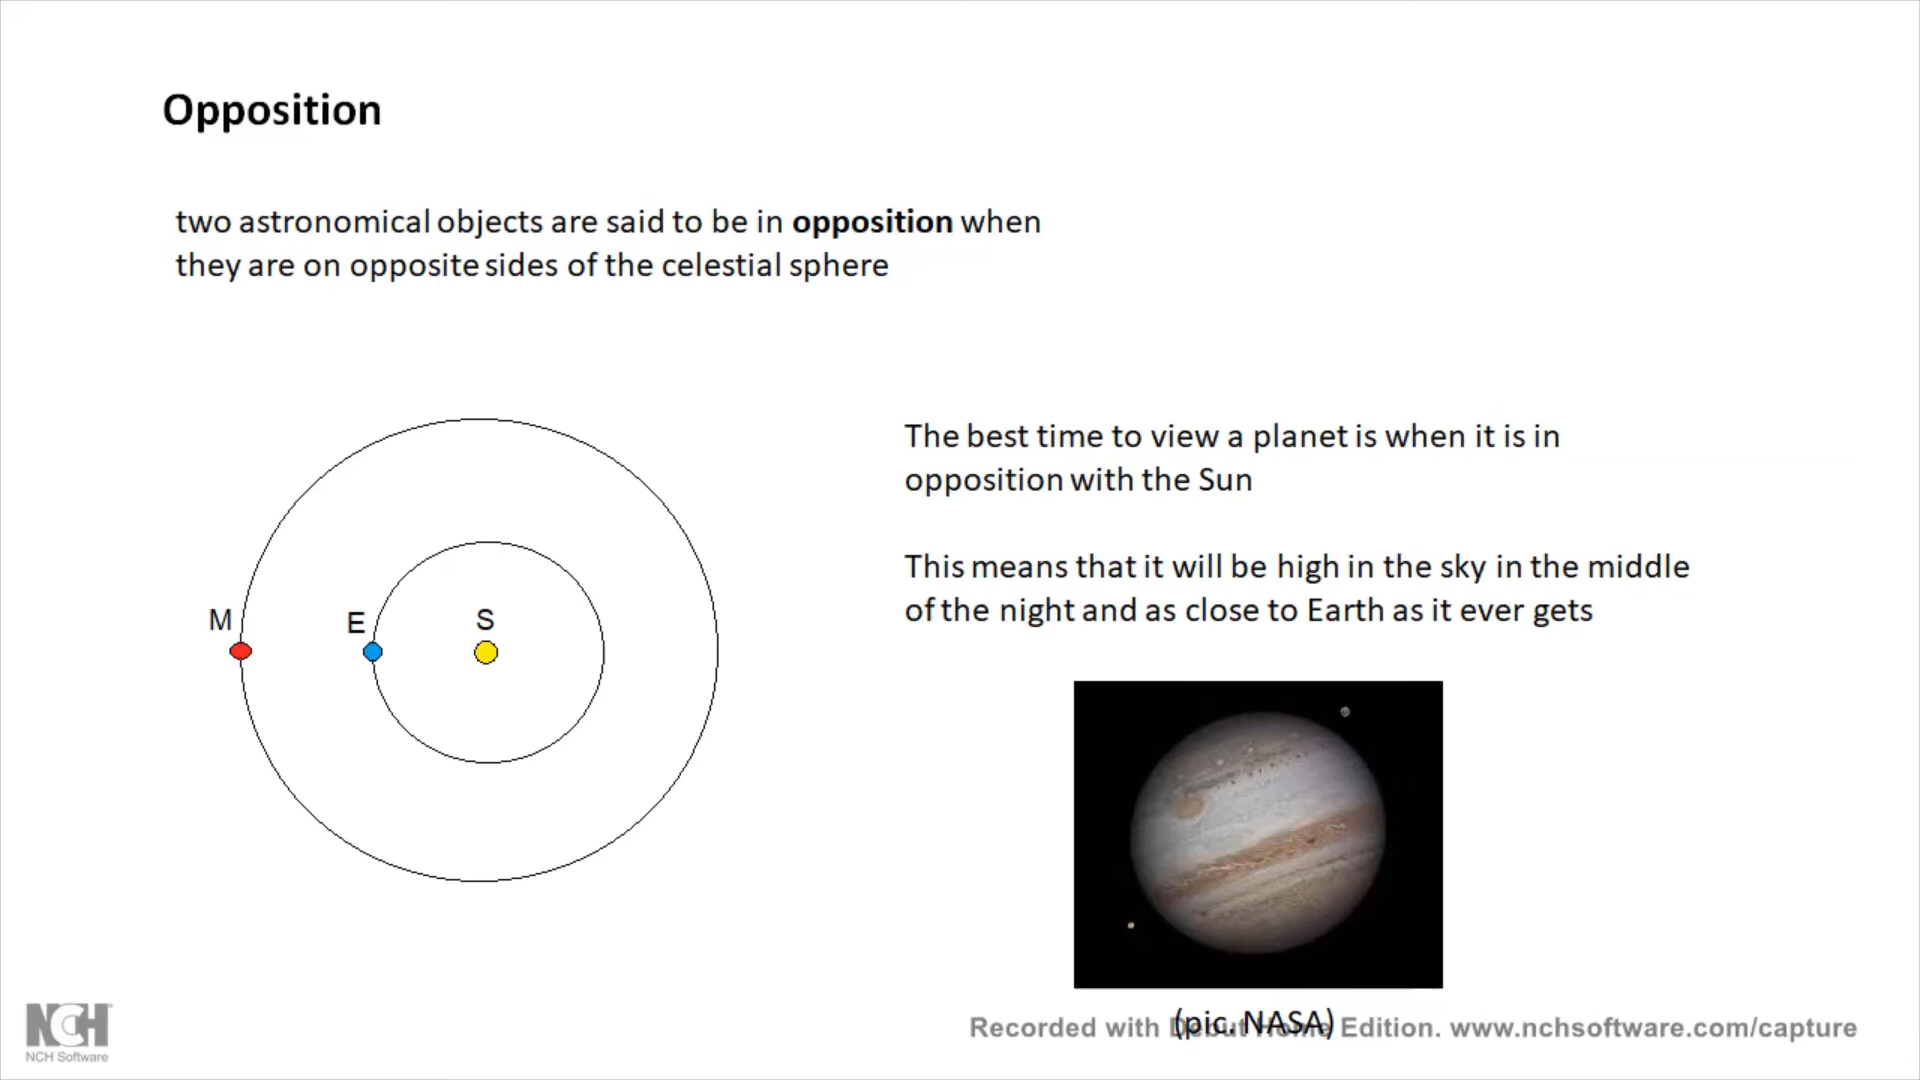 Opposition
two astronomical objects are said to be in opposition when
they are on opposite sides of the celestial sphere
M
E
S
The best time to view a planet is when it is in
opposition with the Sun
This means that it will be high in the sky in the middle
of the night and as close to Earth as it ever gets
(pic. NASA)
NCH
NCH Software
Recorded with Debut Home Edition. www.nchsoftware.com/capture